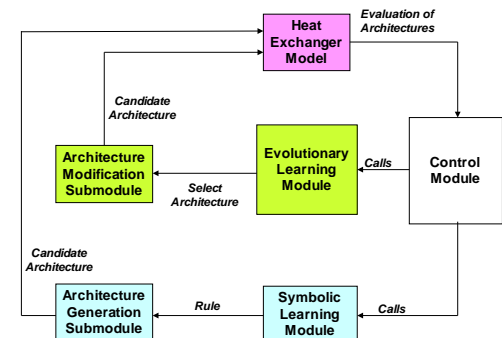 Evaluation of
Architectures
Heat
Exchanger
Model
Candidate
Architecture
Architecture
Modification
Submodule
Select
Architecture
Evolutionary
Learning
Module
Calls
Control
Module
Candidate
Architecture
Architecture
Generation
Submodule
Rule
Symbolic
Learning
Module
Calls